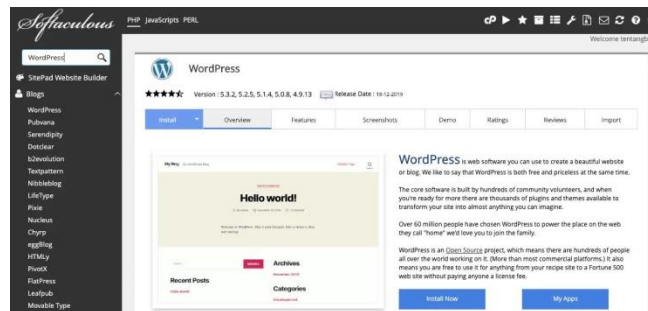 Softaculous
PHP JavaScripts PERL
Welcome tentangb
WordPress
SitePad Website Builder
Blogs
WordPress
Pubvana
Serendipity
Dotclear
b2evolution
Textpattern
Nibbleblog
LifeType
Pixie
Nucleus
Chyrp
eggBlog
HTMLy
PivotX
FlatPress
Leafpub
Movable Type
WordPress
Version : 5.3.2, 5.2.5, 5.1.4, 5.0.8, 4.9.13
Release Date : 18-12-2019
Install Overview Features Screenshots Demo Ratings Reviews Import
My Blog
Hello world!
Recent Posts
Archives
Categories
WordPress is web software you can use to create a beautiful website
or blog. We like to say that WordPress is both free and priceless at the same time.
The core software is built by hundreds of community volunteers, and when
you're ready for more there are thousands of plugins and themes available to
transform your site into almost anything you can imagine.
Over 60 million people have chosen WordPress to power the place on the web
they call "home" we'd love you to join the family.
WordPress is an Open Source project, which means there are hundreds of people
all over the world working on it. (More than most commercial platforms.) It also
means you are free to use it for anything from your recipe site to a Fortune 500
web site without paying anyone a license fee.
Install Now My Apps